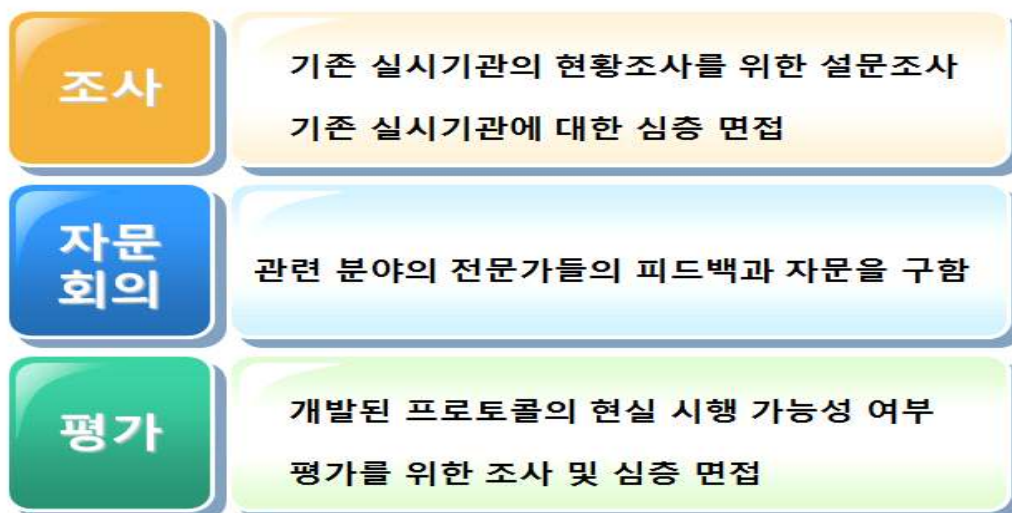 조사
기존 실시기관의 현황조사를 위한 설문조사
기존 실시기관에 대한 심층 면접
자문
회의
관련 분야의 전문가들의 피드백과 자문을 구함
평가
개발된 프로토콜의 현실 시행 가능성 여부
평가를 위한 조사 및 심층 면접